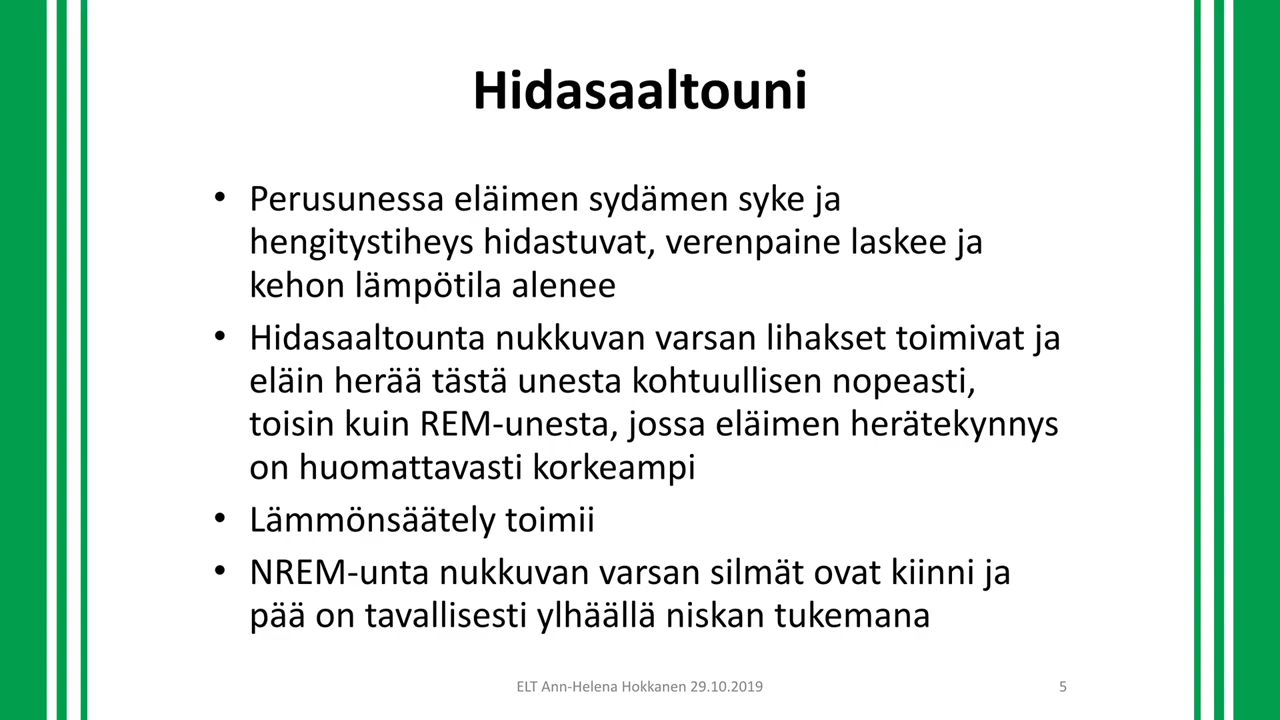 Hidasaaltouni
• Perusunessa eläimen sydämen syke ja
hengitystiheys hidastuvat, verenpaine laskee ja
kehon lämpötila alenee
• Hidasaaltounta nukkuvan varsan lihakset toimivat ja
eläin herää tästä unesta kohtuullisen nopeasti,
toisin kuin REM-unesta, jossa eläimen herätekynnys
on huomattavasti korkeampi
• Lämmönsäätely toimii
• NREM-unta nukkuvan varsan silmät ovat kiinni ja
pää on tavallisesti ylhäällä niskan tukemana
ELT Ann-Helena Hokkanen 29.10.2019
5